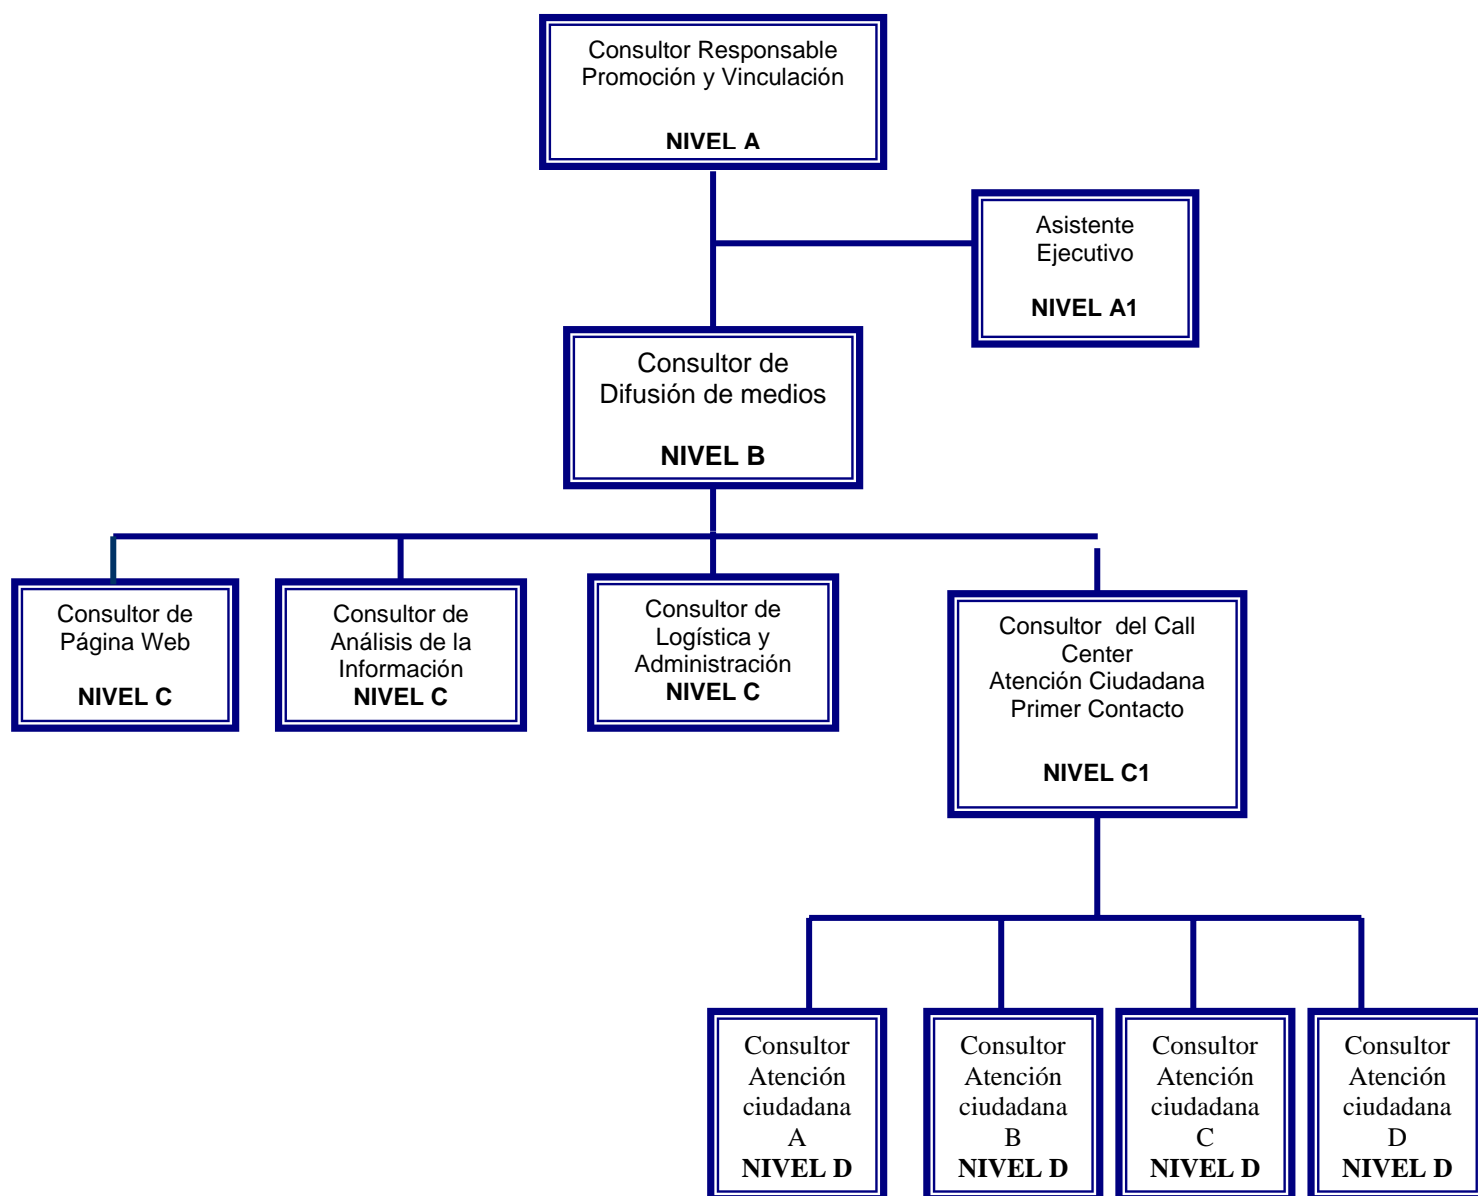 Consultor Responsable
Promoción y Vinculación
NIVEL A
Asistente
Ejecutivo
NIVEL A1
Consultor de
Difusión de medios
NIVEL B
Consultor de
Página Web
NIVEL C
Consultor de
Análisis de la
Información
NIVEL C
Consultor de
Logística y
Administración
NIVEL C
Consultor del Call
Center
Atención Ciudadana
Primer Contacto
NIVEL C1
Consultor
Atención
ciudadana
A
NIVEL D
Consultor
Atención
ciudadana
B
NIVEL D
Consultor
Atención
ciudadana
C
NIVEL D
Consultor
Atención
ciudadana
D
NIVEL D